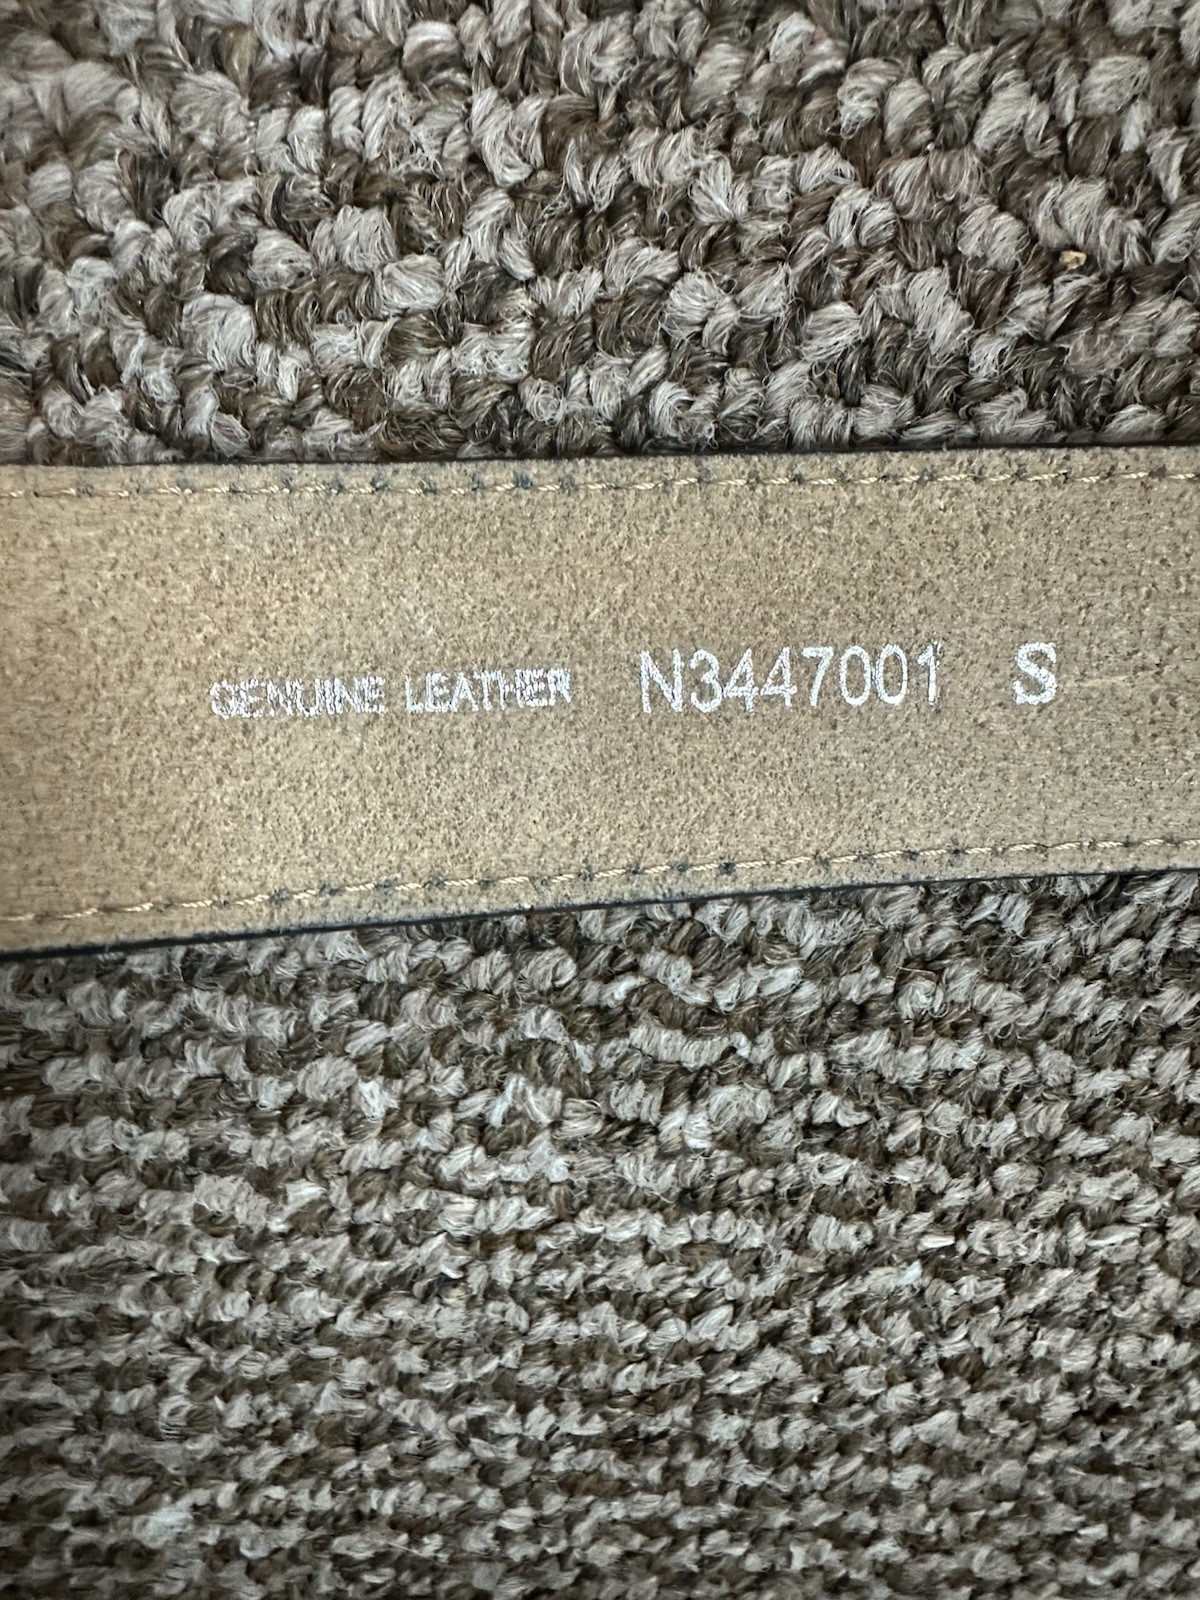 GENUINE LEATHER N3447001 S